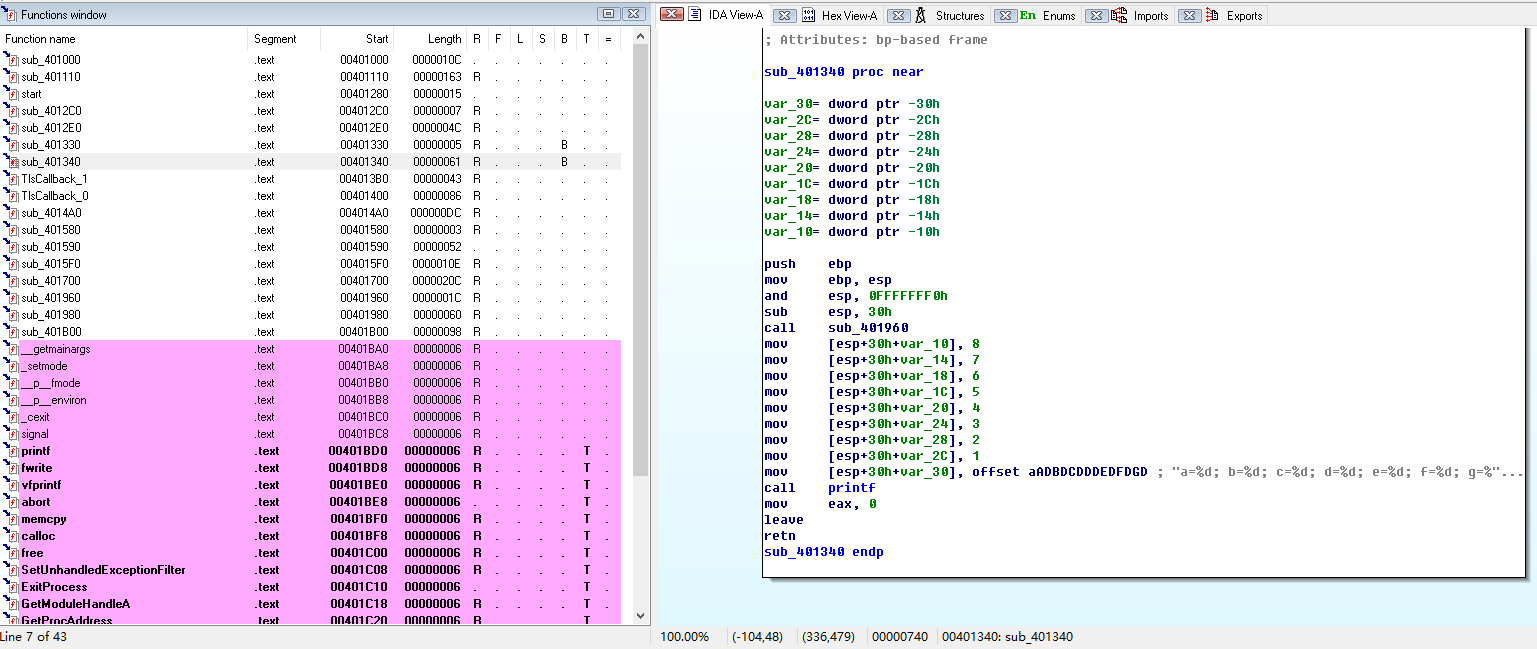 Functions window
Function name Segment Start Length R F L S B T =
sub_401000 .text 00401000 0000010C . . . . . . .
sub_401110 .text 00401110 00000163 R . . . . . .
start .text 00401280 00000015 . . . . . . .
sub_4012C0 .text 004012C0 00000007 R . . . . . .
sub_4012E0 .text 004012E0 0000004C R . . . . . .
sub_401330 .text 00401330 00000005 R . . . B . .
sub_401340 .text 00401340 00000061 R . . . B . .
TlsCallback_1 .text 004013B0 00000043 R . . . . . .
TlsCallback_0 .text 00401400 00000086 R . . . . . .
sub_4014A0 .text 004014A0 000000DC R . . . . . .
sub_401580 .text 00401580 00000003 R . . . . . .
sub_401590 .text 00401590 00000052 . . . . . . .
sub_4015F0 .text 004015F0 0000010E R . . . . . .
sub_401700 .text 00401700 0000020C R . . . . . .
sub_401960 .text 00401960 0000001C R . . . . . .
sub_401980 .text 00401980 00000060 R . . . . . .
sub_401B00 .text 00401B00 00000098 R . . . . . .
__getmainargs .text 00401BA0 00000006 R . . . . . .
_setmode .text 00401BA8 00000006 R . . . . . .
__p__fmode .text 00401BB0 00000006 R . . . . . .
__p__environ .text 00401BB8 00000006 R . . . . . .
_cexit .text 00401BC0 00000006 R . . . . . .
signal .text 00401BC8 00000006 R . . . . . .
printf .text 00401BD0 00000006 R . . . . T .
fwrite .text 00401BD8 00000006 R . . . . T .
vfprintf .text 00401BE0 00000006 R . . . . T .
abort .text 00401BE8 00000006 . . . . . T .
memcpy .text 00401BF0 00000006 R . . . . T .
calloc .text 00401BF8 00000006 R . . . . T .
free .text 00401C00 00000006 R . . . . T .
SetUnhandledExceptionFilter .text 00401C08 00000006 R . . . . T .
ExitProcess .text 00401C10 00000006 . . . . . T .
GetModuleHandleA .text 00401C18 00000006 R . . . . T .
GetProcAddress .text 00401C20 00000006 R . . . . T .
Line 7 of 43
IDA View-A Hex View-A Structures En Enums Imports Exports
; Attributes: bp-based frame
sub_401340 proc near
var_30= dword ptr -30h
var_2C= dword ptr -2Ch
var_28= dword ptr -28h
var_24= dword ptr -24h
var_20= dword ptr -20h
var_1C= dword ptr -1Ch
var_18= dword ptr -18h
var_14= dword ptr -14h
var_10= dword ptr -10h
push ebp
mov ebp, esp
and esp, 0FFFFFFF0h
sub esp, 30h
call sub_401960
mov [esp+30h+var_10], 8
mov [esp+30h+var_14], 7
mov [esp+30h+var_18], 6
mov [esp+30h+var_1C], 5
mov [esp+30h+var_20], 4
mov [esp+30h+var_24], 3
mov [esp+30h+var_28], 2
mov [esp+30h+var_2C], 1
mov [esp+30h+var_30], offset aADBDCDDDEDFDGD ; "a=%d; b=%d; c=%d; d=%d; e=%d; f=%d; g=%"...
call printf
mov eax, 0
leave
retn
sub_401340 endp
100.00% (-104,48) (336,479) 00000740 00401340: sub_401340